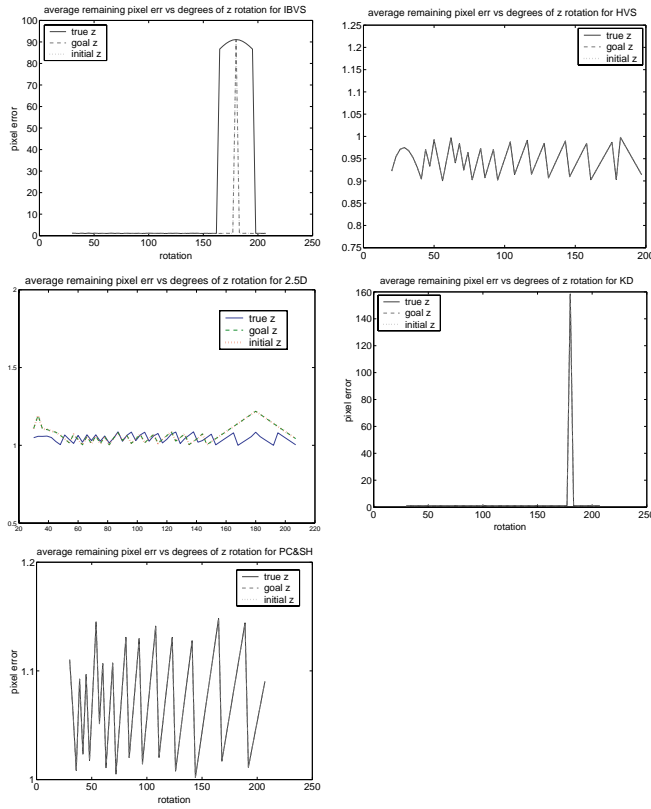 average remaining pixel err vs degrees of z rotation for IBVS
100
90
80
70
60
50
40
30
20
10
0
pixel error
true z
goal z
initial z
0 50 100 150 200 250
rotation
average remaining pixel err vs degrees of z rotation for HVS
1.25
1.2
1.15
1.1
1.05
1
0.95
0.9
0.85
0.8
0.75
true z
goal z
initial z
0 50 100 150 200
average remaining pixel err vs degrees of z rotation for 2.5D
2
1.5
1
0.5
true z
goal z
initial z
20 40 60 80 100 120 140 160 180 200 220
average remaining pixel err vs degrees of z rotation for KD
160
140
120
100
80
60
40
20
0
pixel error
true z
goal z
initial z
0 50 100 150 200 250
rotation
average remaining pixel err vs degrees of z rotation for PC&SH
1.2
1.1
1
pixel error
true z
goal z
initial z
0 50 100 150 200 250
rotation